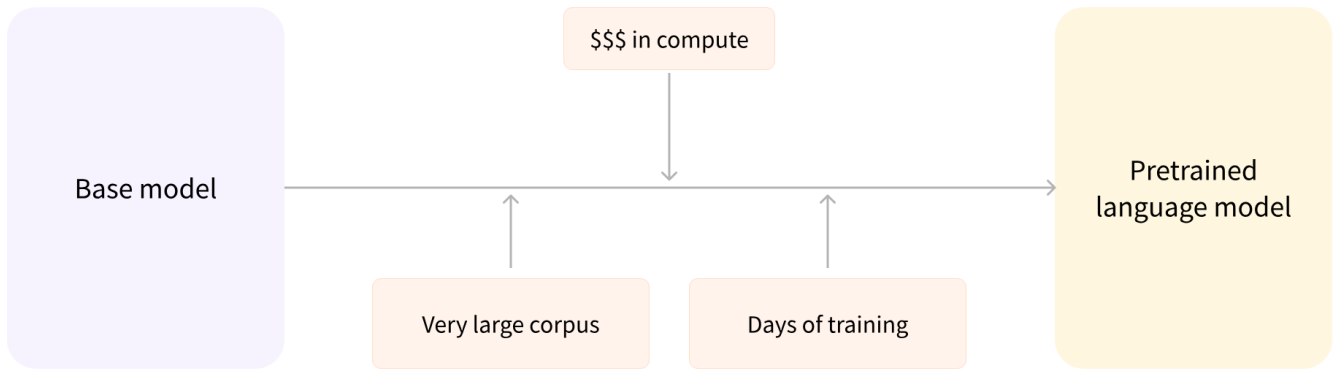 $$$ in compute
Base model
Pretrained
language model
Very large corpus
Days of training